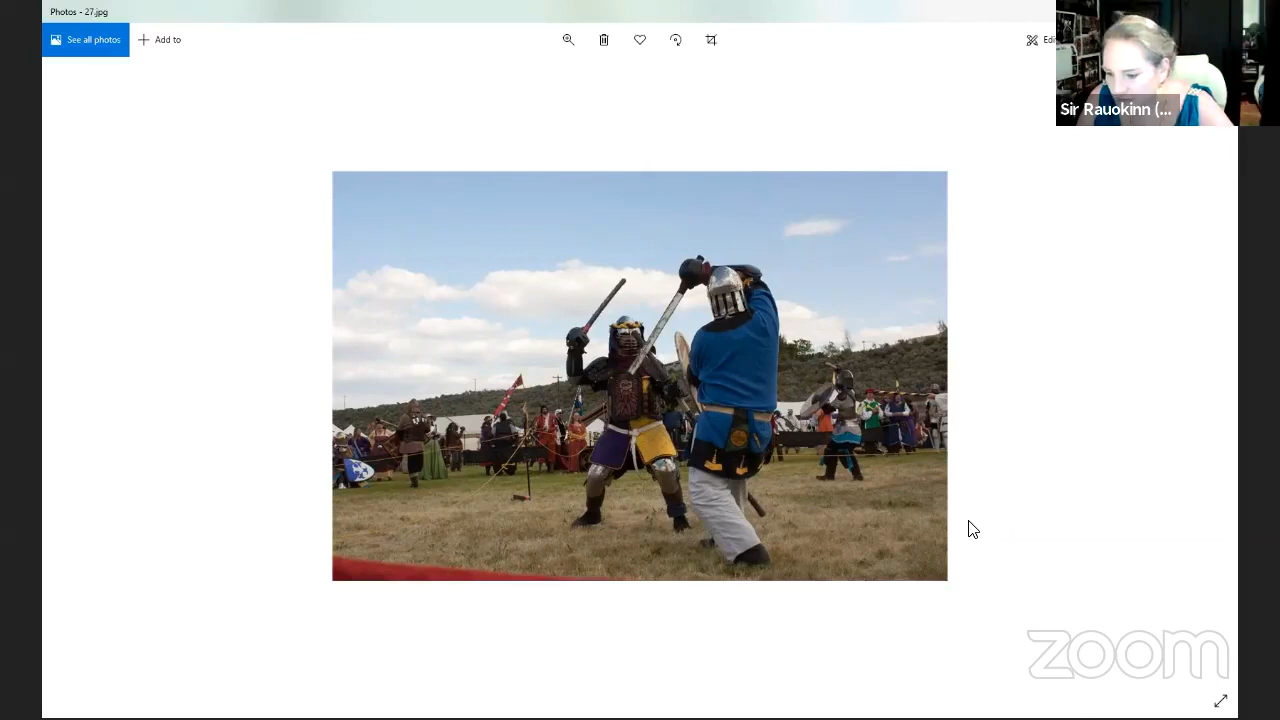 Photos - 27.jpg
See all photos
Add to
Sir Rauokinn (...
zoom